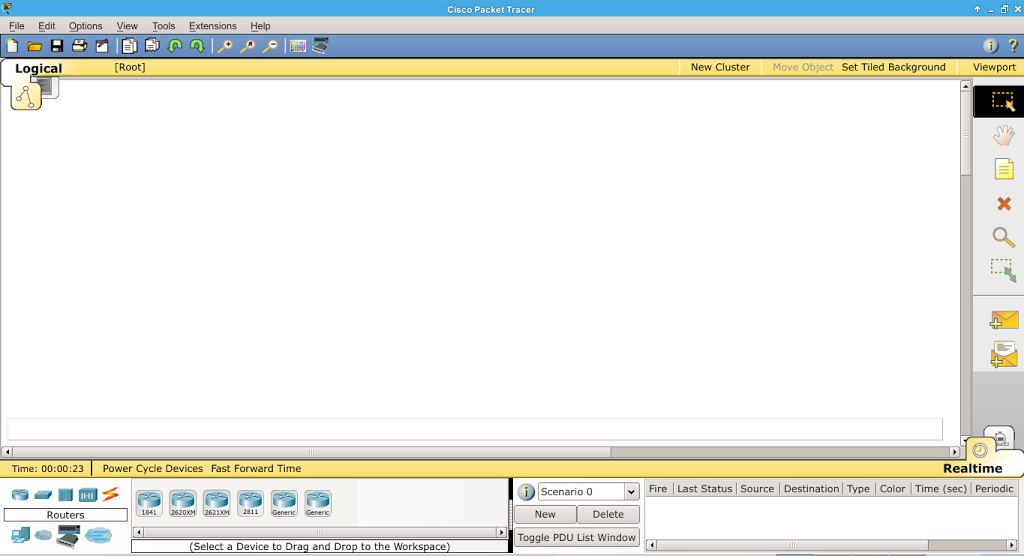 Cisco Packet Tracer
File Edit Options View Tools Extensions Help
Logical [Root] New Cluster Move Object Set Tiled Background Viewport
Time: 00:00:23 Power Cycle Devices Fast Forward Time Realtime
Routers
1841 2620XM 2621XM 2811 Generic Generic
(Select a Device to Drag and Drop to the Workspace)
Scenario 0
New Delete
Toggle PDU List Window
Fire Last Status Source Destination Type Color Time (sec) Periodic